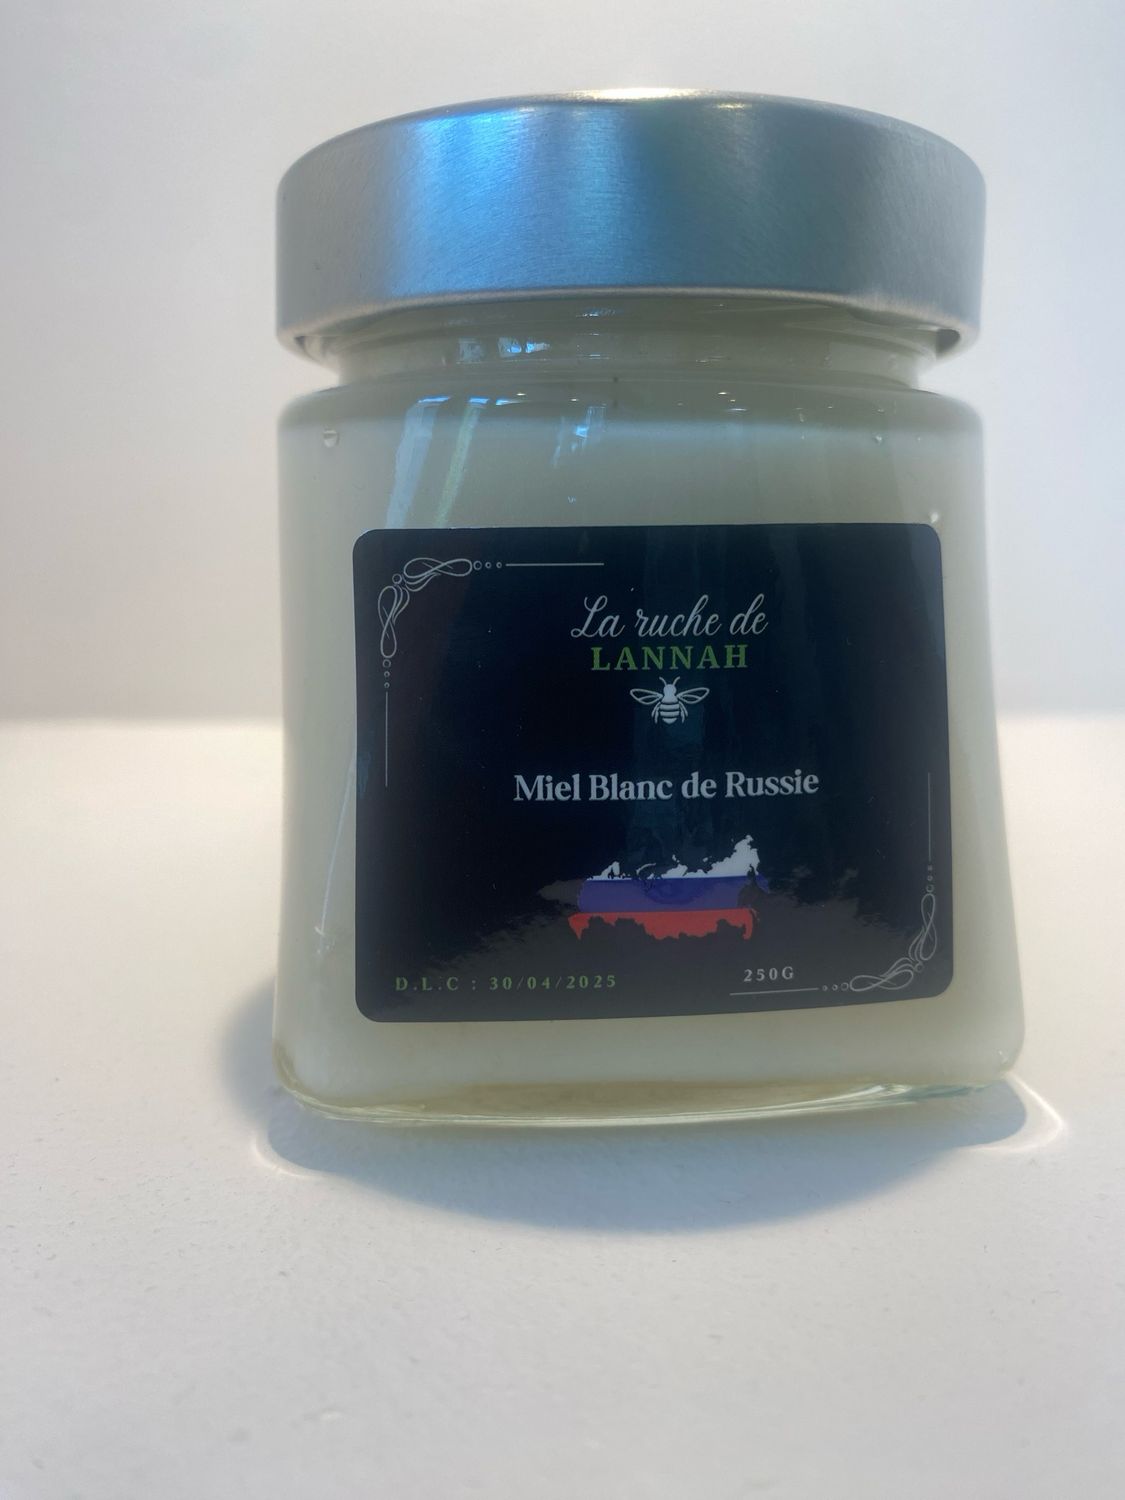 La ruche de
LANNAH
Miel Blanc de Russie
D.L.C : 30/04/2025
250G